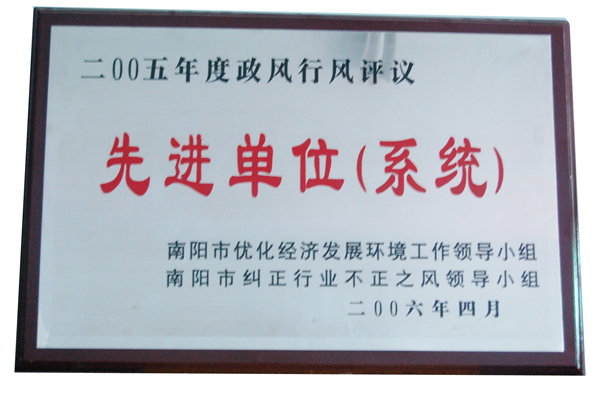 二00五年度政风行风评议
先进单位(系统)
南阳市优化经济发展环境工作领导小组
南阳市纠正行业不正之风领导小组
二00六年四月